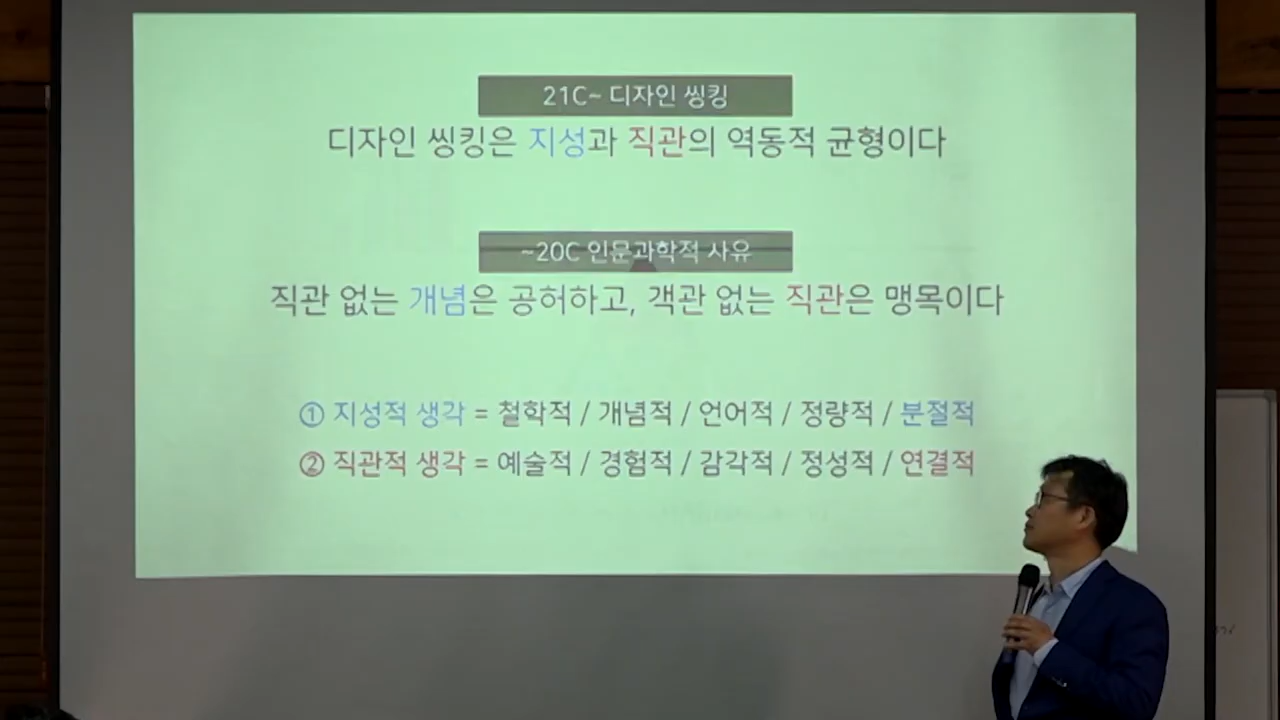 21C~ 디자인 씽킹
디자인 씽킹은 지성과 직관의 역동적 균형이다
~20C 인문과학적 사유
직관 없는 개념은 공허하고, 객관 없는 직관은 맹목이다
① 지성적 생각 = 철학적 / 개념적 / 언어적 / 정량적 / 분절적
② 직관적 생각 = 예술적 / 경험적 / 감각적 / 정성적 / 연결적